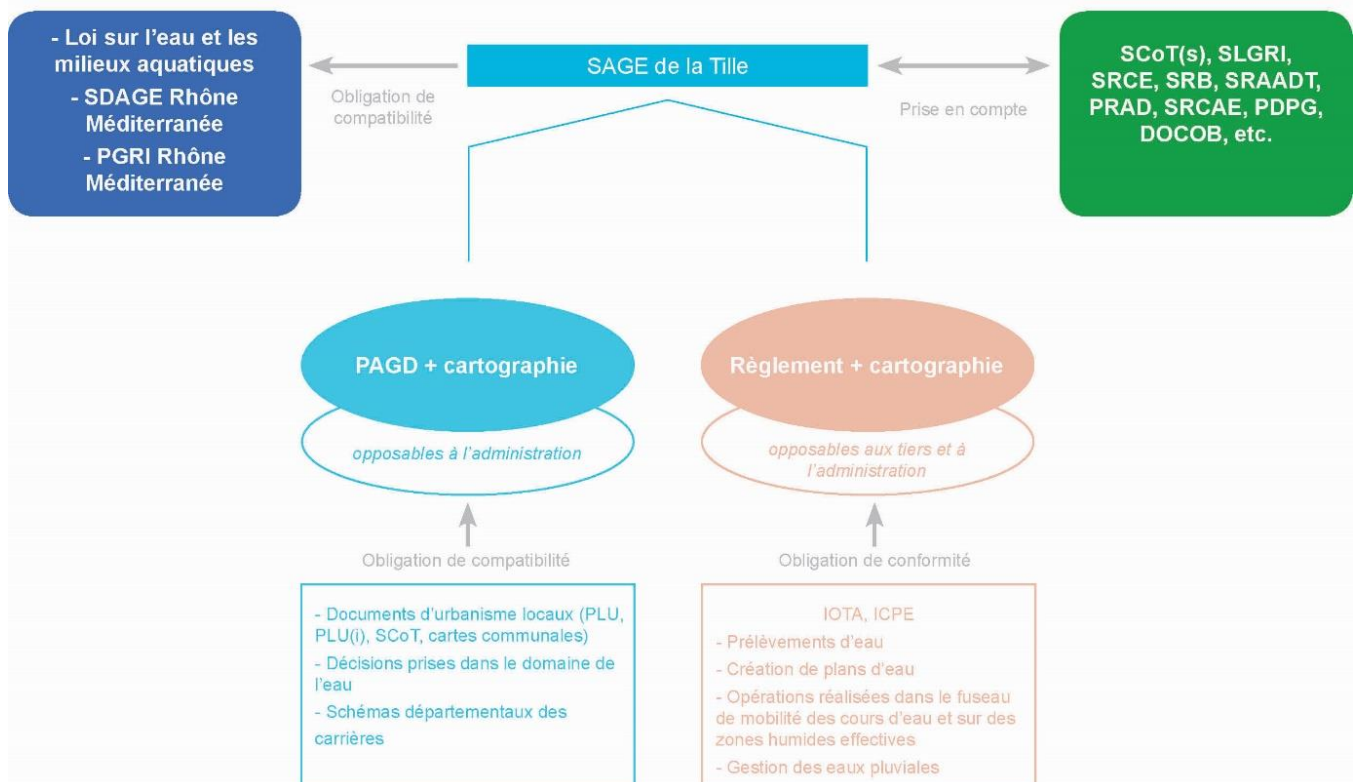 - Loi sur l'eau et les
milieux aquatiques
- SDAGE Rhône
Méditerranée
- PGRI Rhône
Méditerranée
Obligation de
compatibilité
SAGE de la Tille
Prise en compte
SCoT(s), SLGRI,
SRCE, SRB, SRAADT,
PRAD, SRCAE, PDPG,
DOCOB, etc.
PAGD + cartographie
opposables à l'administration
Obligation de compatibilité
- Documents d'urbanisme locaux (PLU,
PLU(i), SCoT, cartes communales)
- Décisions prises dans le domaine de
l'eau
- Schémas départementaux des
carrières
Règlement + cartographie
opposables aux tiers et à
l'administration
Obligation de conformité
IOTA, ICPE
- Prélèvements d'eau
- Création de plans d'eau
- Opérations réalisées dans le fuseau
de mobilité des cours d'eau et sur des
zones humides effectives
- Gestion des eaux pluviales